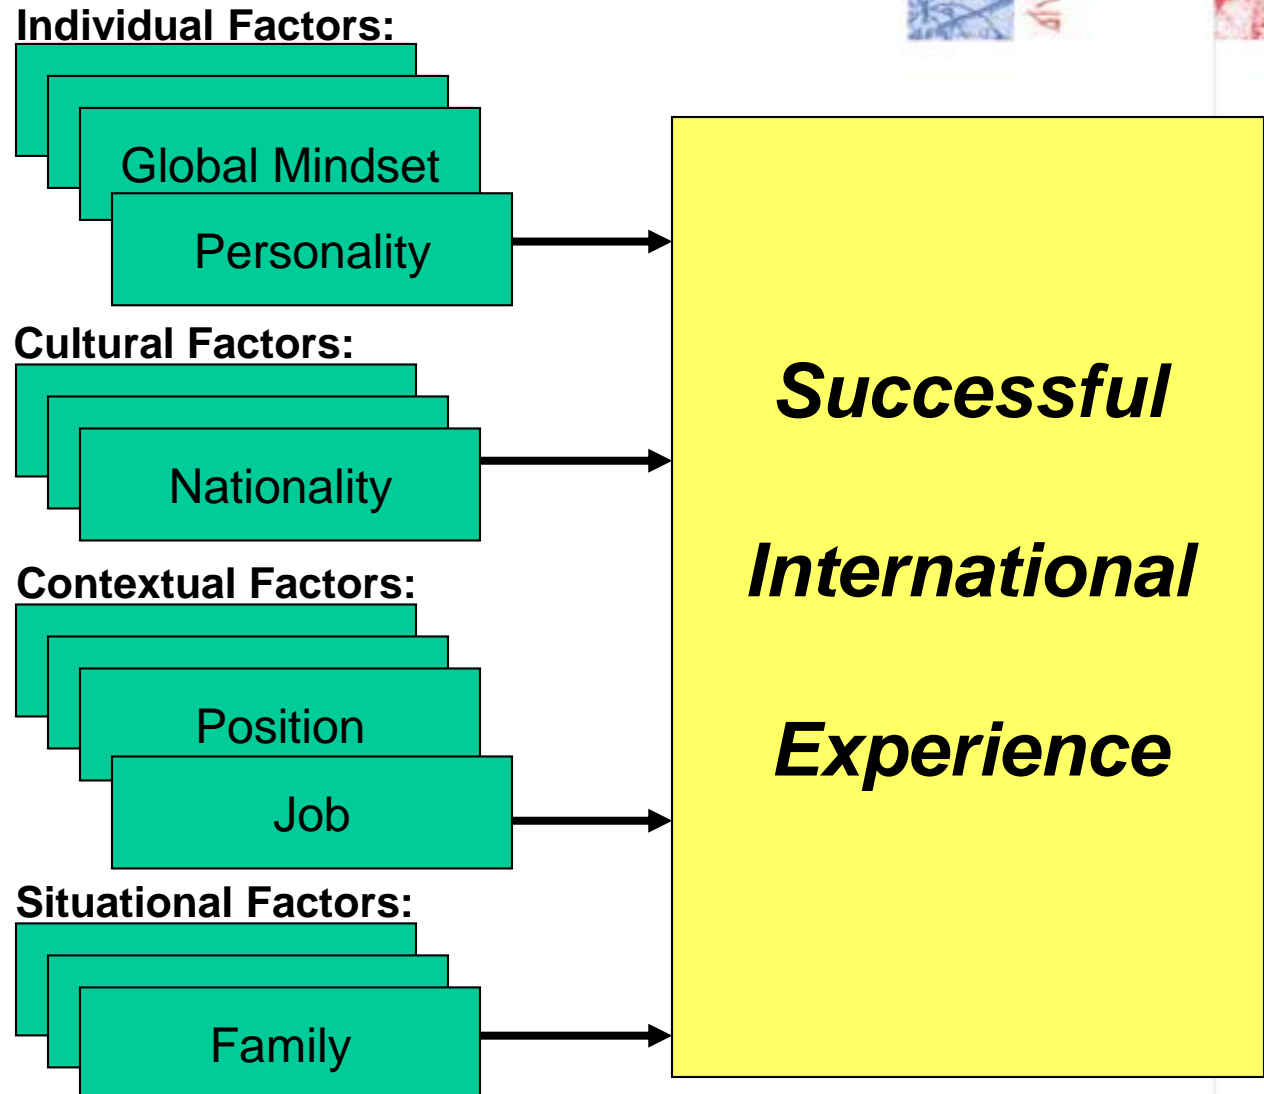 Individual Factors:
Global Mindset
Personality
Cultural Factors:
Nationality
Contextual Factors:
Position
Job
Situational Factors:
Family
Successful
International
Experience